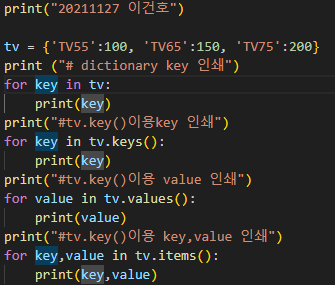 print("20211127 이건호")
tv = {'TV55':100, 'TV65':150, 'TV75':200}
print ("# dictionary key 인쇄")
for key in tv:
    print(key)
print("#tv.key()이용key 인쇄")
for key in tv.keys():
    print(key)
print("#tv.key()이용 value 인쇄")
for value in tv.values():
    print(value)
print("#tv.key()이용 key,value 인쇄")
for key,value in tv.items():
    print(key,value)